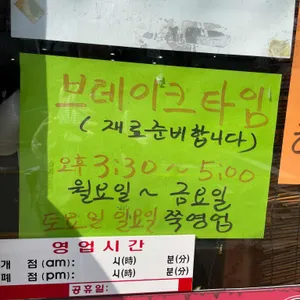 브레이크타임
(재료준비합니다)
오후 3:30 ~ 5:00
월요일 ~ 금요일
토요일 일요일 쭉영업
영업시간
개 점(am): 시(時) 분(分)
폐 점(pm): 시(時) 분(分)
공휴일: